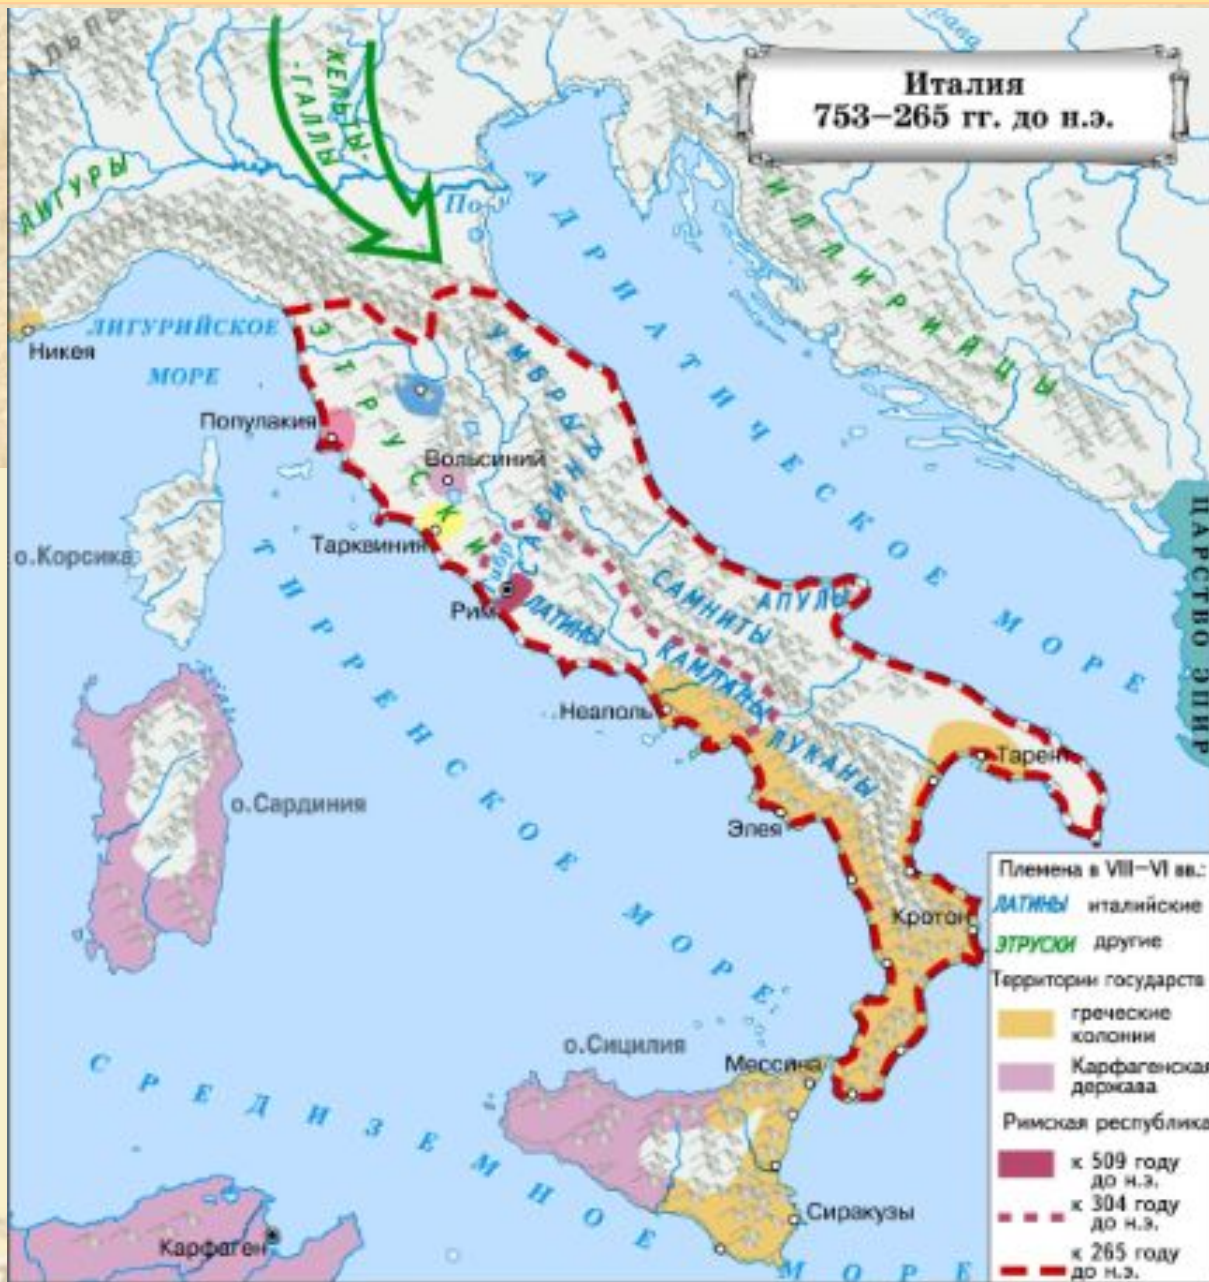 АЛЬПЫ
КЕЛЬТЫ-
-ГАЛЛЫ
Драва
Италия
753–265 гг. до н.э.
ЛИГУРЫ
По
АДРИАТИЧЕСКОЕ МОРЕ
ИЛЛИРИЙЦЫ
ЛИГУРИЙСКОЕ
МОРЕ
Никея
ЭТРУСКИ
УМБРЫ
Популакия
Вольсиний
САБИНЫ
Тарквиния
о.Корсика
Тибр
Рим
ЛАТИНЫ
САМНИТЫ
АПУЛЫ
ЦАРСТВО ЭПИР
ТИРРЕНСКОЕ МОРЕ
КАМПАНЫ
Неаполь
ЛУКАНЫ
Тарент
о.Сардиния
Элея
Кротон
о.Сицилия
Мессина
Сиракузы
СРЕДИЗЕМНОЕ МОРЕ
Карфаген
Племена в VIII–VI вв.:
ЛАТИНЫ италийские
ЭТРУСКИ другие
Территории государств
греческие
колонии
Карфагенская
держава
Римская республика
к 509 году
до н.э.
к 304 году
до н.э.
к 265 году
до н.э.